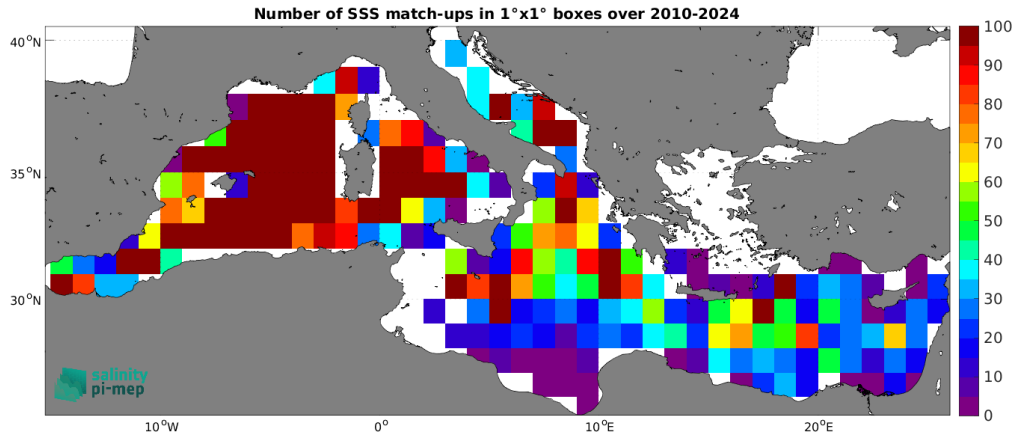 Number of SSS match-ups in 1°x1° boxes over 2010-2024
40°N
35°N
30°N
10°W
0°
10°E
20°E
100
90
80
70
60
50
40
30
20
10
0
salinity
pi-mep